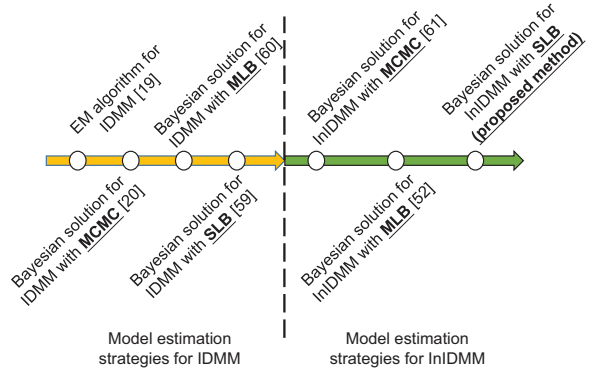 EM algorithm for
IDMM [19]
Bayesian solution for
IDMM with MLB [60]
Bayesian solution for
InIDMM with MCMC [61]
Bayesian solution for
InIDMM with SLB
(proposed method)
Bayesian solution for
IDMM with MCMC [20]
Bayesian solution for
IDMM with SLB [59]
Bayesian solution for
InIDMM with MLB [52]
Model estimation
strategies for IDMM
Model estimation
strategies for InIDMM